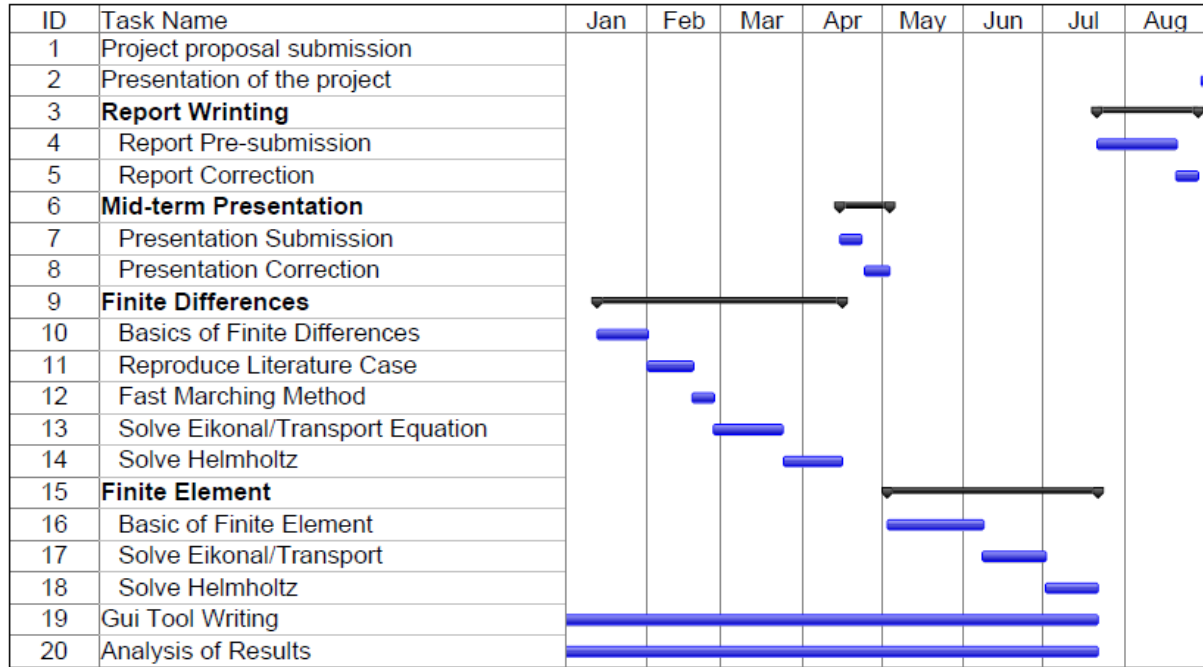 ID Task Name Jan Feb Mar Apr May Jun Jul Aug
1 Project proposal submission
2 Presentation of the project
3 Report Wrinting
4 Report Pre-submission
5 Report Correction
6 Mid-term Presentation
7 Presentation Submission
8 Presentation Correction
9 Finite Differences
10 Basics of Finite Differences
11 Reproduce Literature Case
12 Fast Marching Method
13 Solve Eikonal/Transport Equation
14 Solve Helmholtz
15 Finite Element
16 Basic of Finite Element
17 Solve Eikonal/Transport
18 Solve Helmholtz
19 Gui Tool Writing
20 Analysis of Results